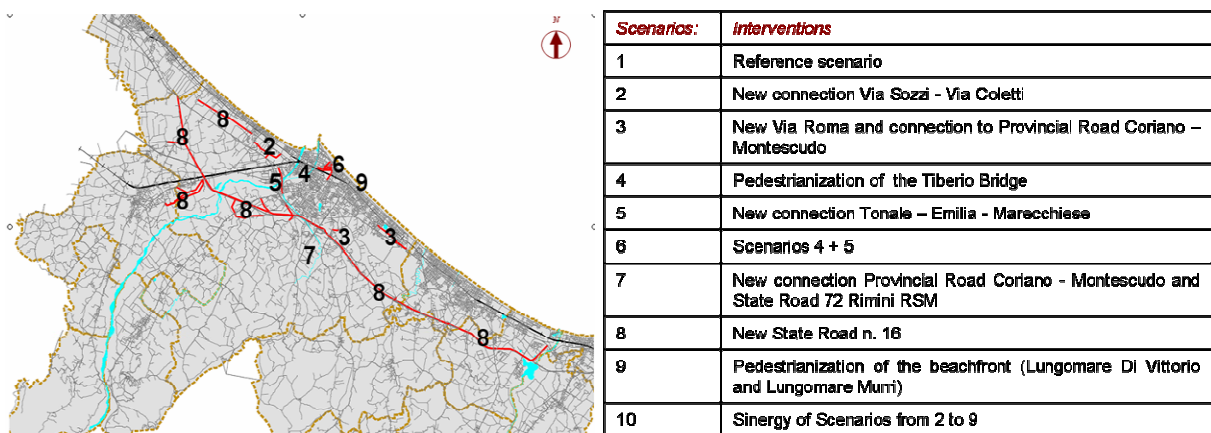 N
8
8
2
6
4
5
9
8
8
3
3
7
8
8
Scenarios: Interventions
1 Reference scenario
2 New connection Via Sozzi - Via Coletti
3 New Via Roma and connection to Provincial Road Coriano –
Montescudo
4 Pedestrianization of the Tiberio Bridge
5 New connection Tonale – Emilia - Marecchiese
6 Scenarios 4 + 5
7 New connection Provincial Road Coriano - Montescudo and
State Road 72 Rimini RSM
8 New State Road n. 16
9 Pedestrianization of the beachfront (Lungomare Di Vittorio
and Lungomare Murri)
10 Sinergy of Scenarios from 2 to 9